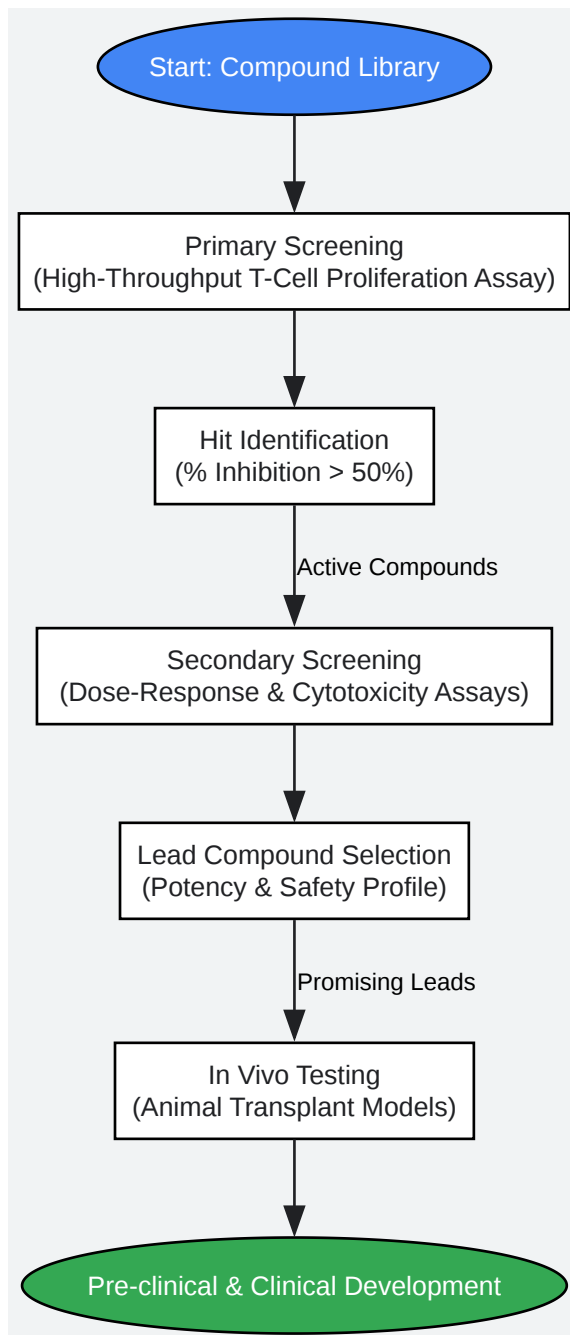 Start: Compound Library
Primary Screening
(High-Throughput T-Cell Proliferation Assay)
Hit Identification
(% Inhibition > 50%)
Active Compounds
Secondary Screening
(Dose-Response & Cytotoxicity Assays)
Lead Compound Selection
(Potency & Safety Profile)
Promising Leads
In Vivo Testing
(Animal Transplant Models)
Pre-clinical & Clinical Development